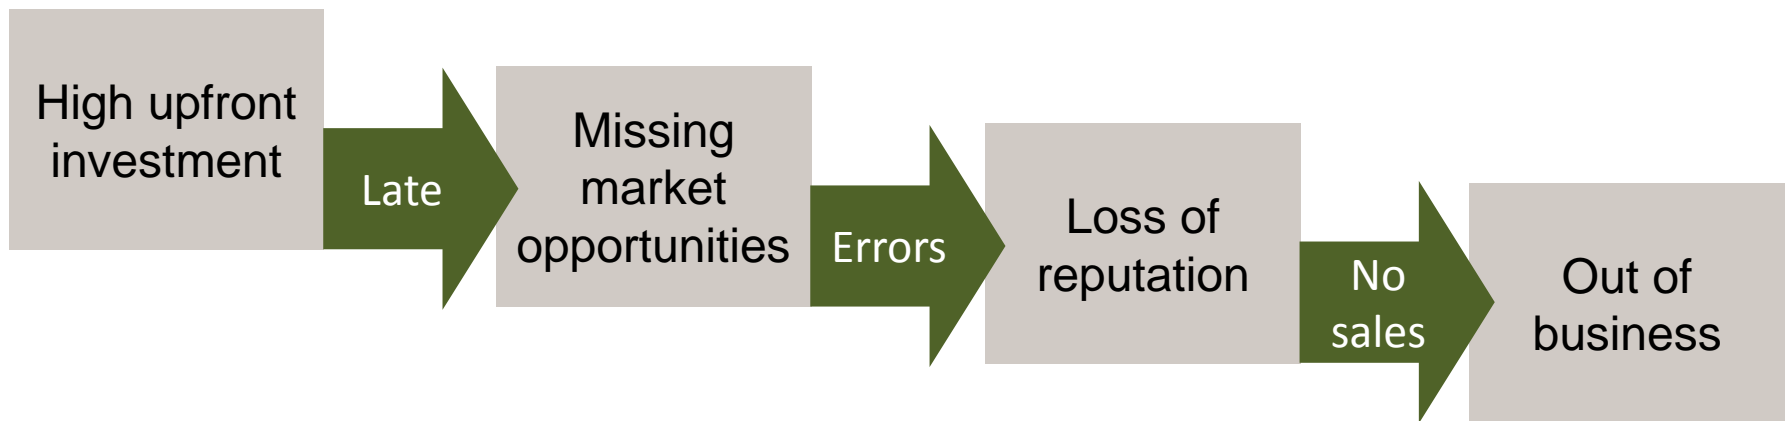 High upfront
investment
Late
Missing
market
opportunities
Errors
Loss of
reputation
No
sales
Out of
business